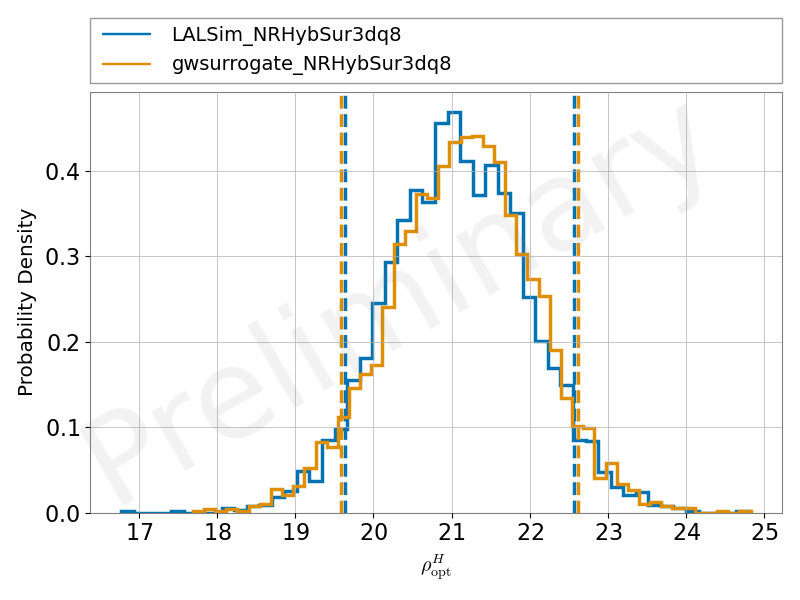 LALSim_NRHybSur3dq8
gwsurrogate_NRHybSur3dq8
Preliminary
Probability Density
0.4
0.3
0.2
0.1
0.0
17 18 19 20 21 22 23 24 25
ρ_opt^H